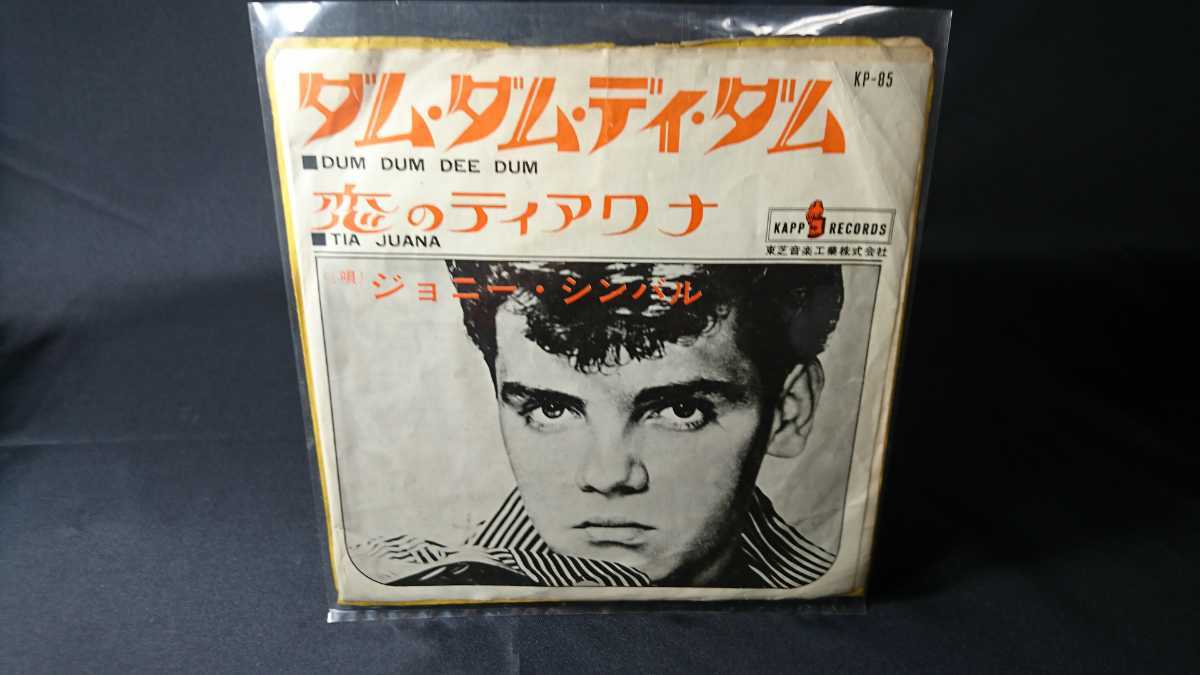 ダム・ダム・ディ・ダム
KP-85
■DUM DUM DEE DUM
恋のティアワナ
■TIA JUANA
KAPP RECORDS
東芝音楽工業株式会社
(唄) ジョニー・シンバル